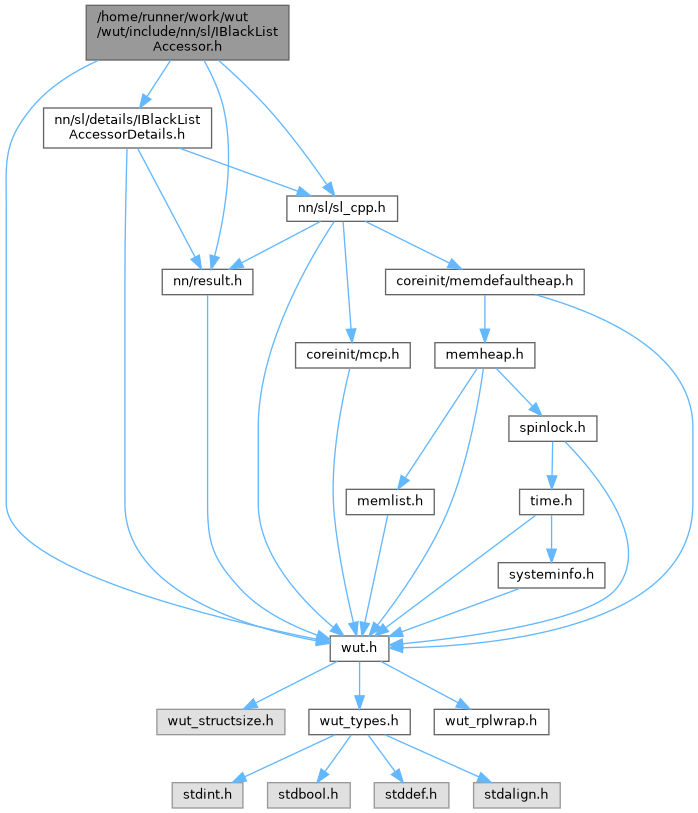 /home/runner/work/wut
/wut/include/nn/sl/IBlackList
Accessor.h
nn/sl/details/IBlackList
AccessorDetails.h
nn/sl/sl_cpp.h
nn/result.h
coreinit/memdefaultheap.h
coreinit/mcp.h
memheap.h
spinlock.h
memlist.h
time.h
systeminfo.h
wut.h
wut_structsize.h
wut_types.h
wut_rplwrap.h
stdint.h
stdbool.h
stddef.h
stdalign.h